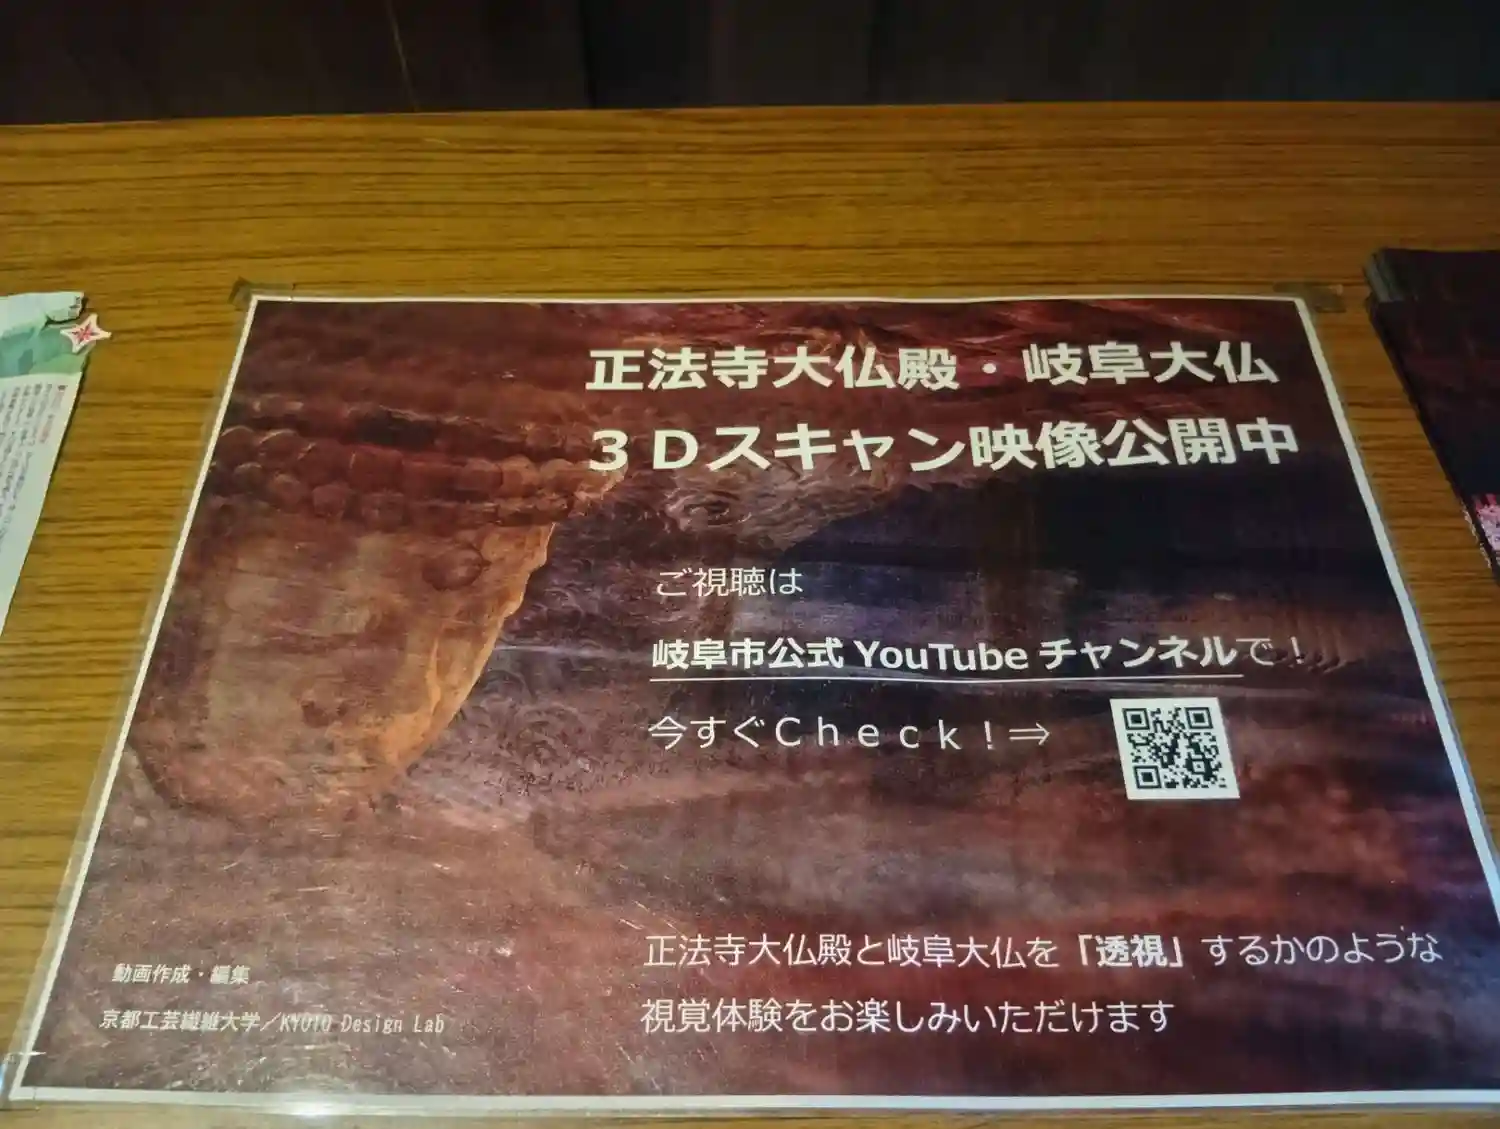 正法寺大仏殿・岐阜大仏
３Ｄスキャン映像公開中
ご視聴は
岐阜市公式 YouTube チャンネルで！
今すぐＣｈｅｃｋ！⇒
正法寺大仏殿と岐阜大仏を「透視」するかのような
視覚体験をお楽しみいただけます
動画作成・編集
京都工芸繊維大学／KYOTO Design Lab